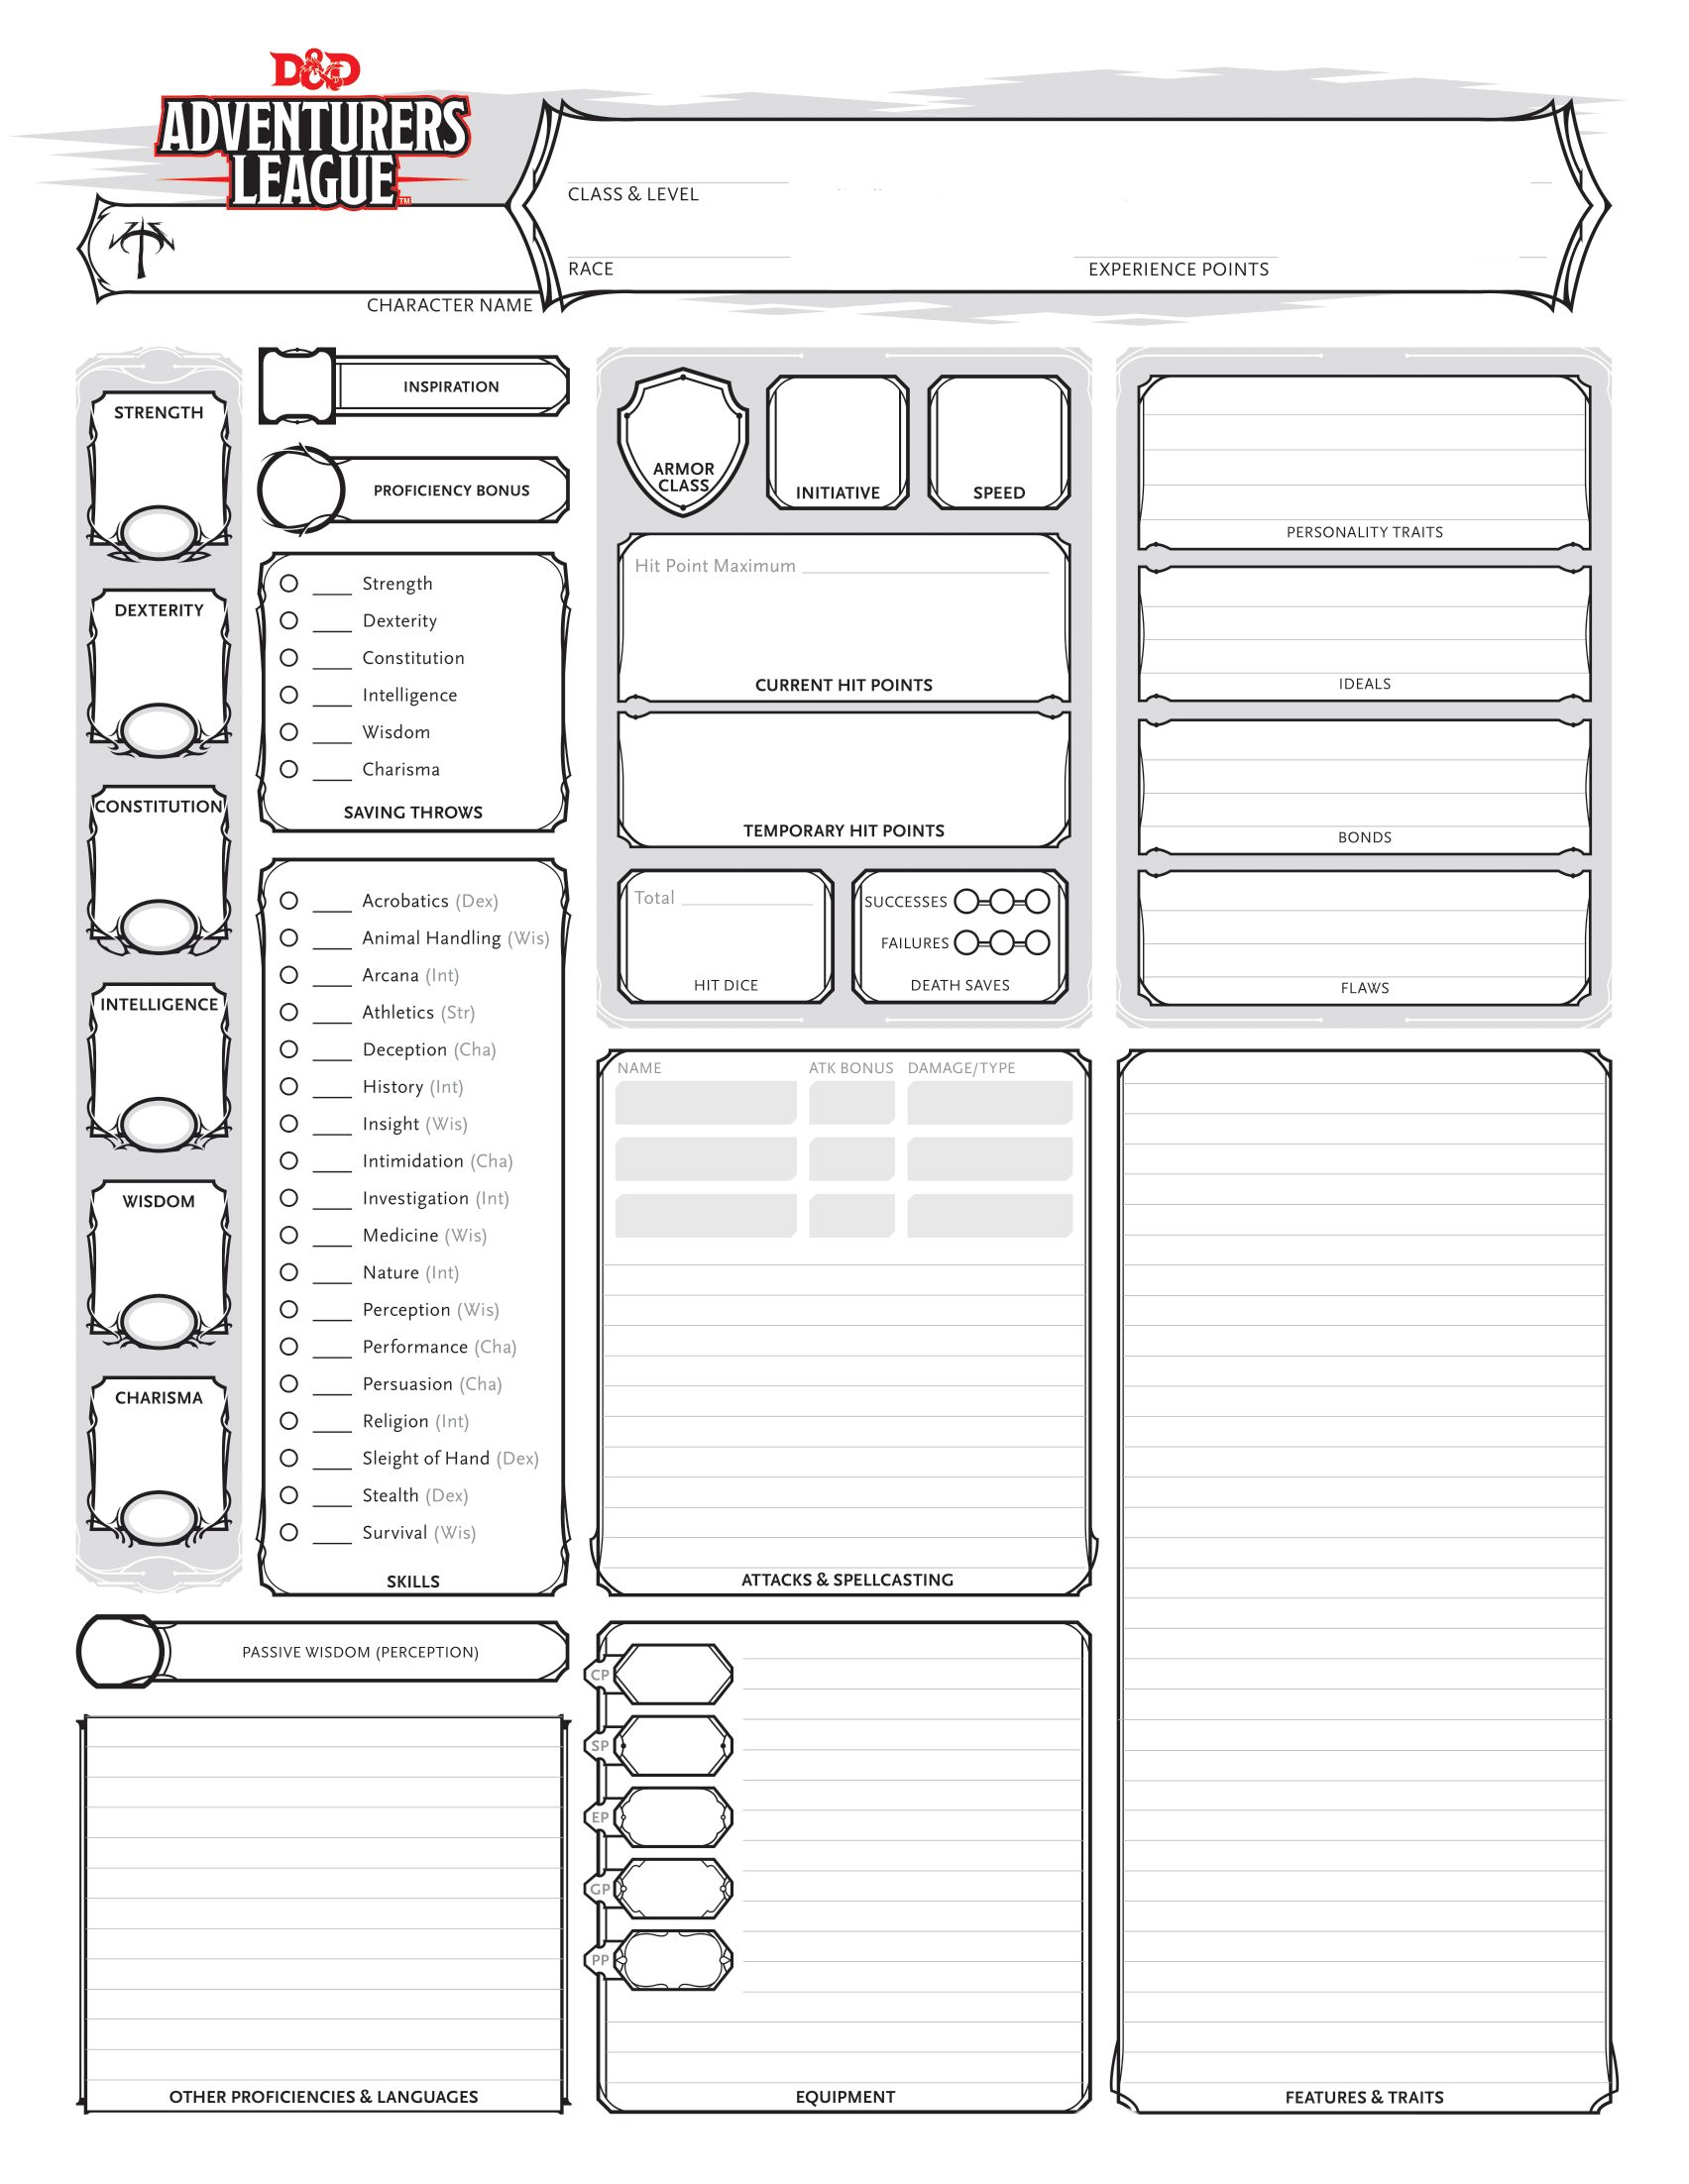 D&D
ADVENTURERS
LEAGUE
TM
CLASS & LEVEL
RACE
EXPERIENCE POINTS
CHARACTER NAME
STRENGTH
DEXTERITY
CONSTITUTION
INTELLIGENCE
WISDOM
CHARISMA
INSPIRATION
PROFICIENCY BONUS
Strength
Dexterity
Constitution
Intelligence
Wisdom
Charisma
SAVING THROWS
Acrobatics (Dex)
Animal Handling (Wis)
Arcana (Int)
Athletics (Str)
Deception (Cha)
History (Int)
Insight (Wis)
Intimidation (Cha)
Investigation (Int)
Medicine (Wis)
Nature (Int)
Perception (Wis)
Performance (Cha)
Persuasion (Cha)
Religion (Int)
Sleight of Hand (Dex)
Stealth (Dex)
Survival (Wis)
SKILLS
PASSIVE WISDOM (PERCEPTION)
OTHER PROFICIENCIES & LANGUAGES
ARMOR
CLASS
INITIATIVE
SPEED
Hit Point Maximum
CURRENT HIT POINTS
TEMPORARY HIT POINTS
Total
HIT DICE
SUCCESSES
FAILURES
DEATH SAVES
NAME ATK BONUS DAMAGE/TYPE
ATTACKS & SPELLCASTING
CP
SP
EP
GP
PP
EQUIPMENT
PERSONALITY TRAITS
IDEALS
BONDS
FLAWS
FEATURES & TRAITS